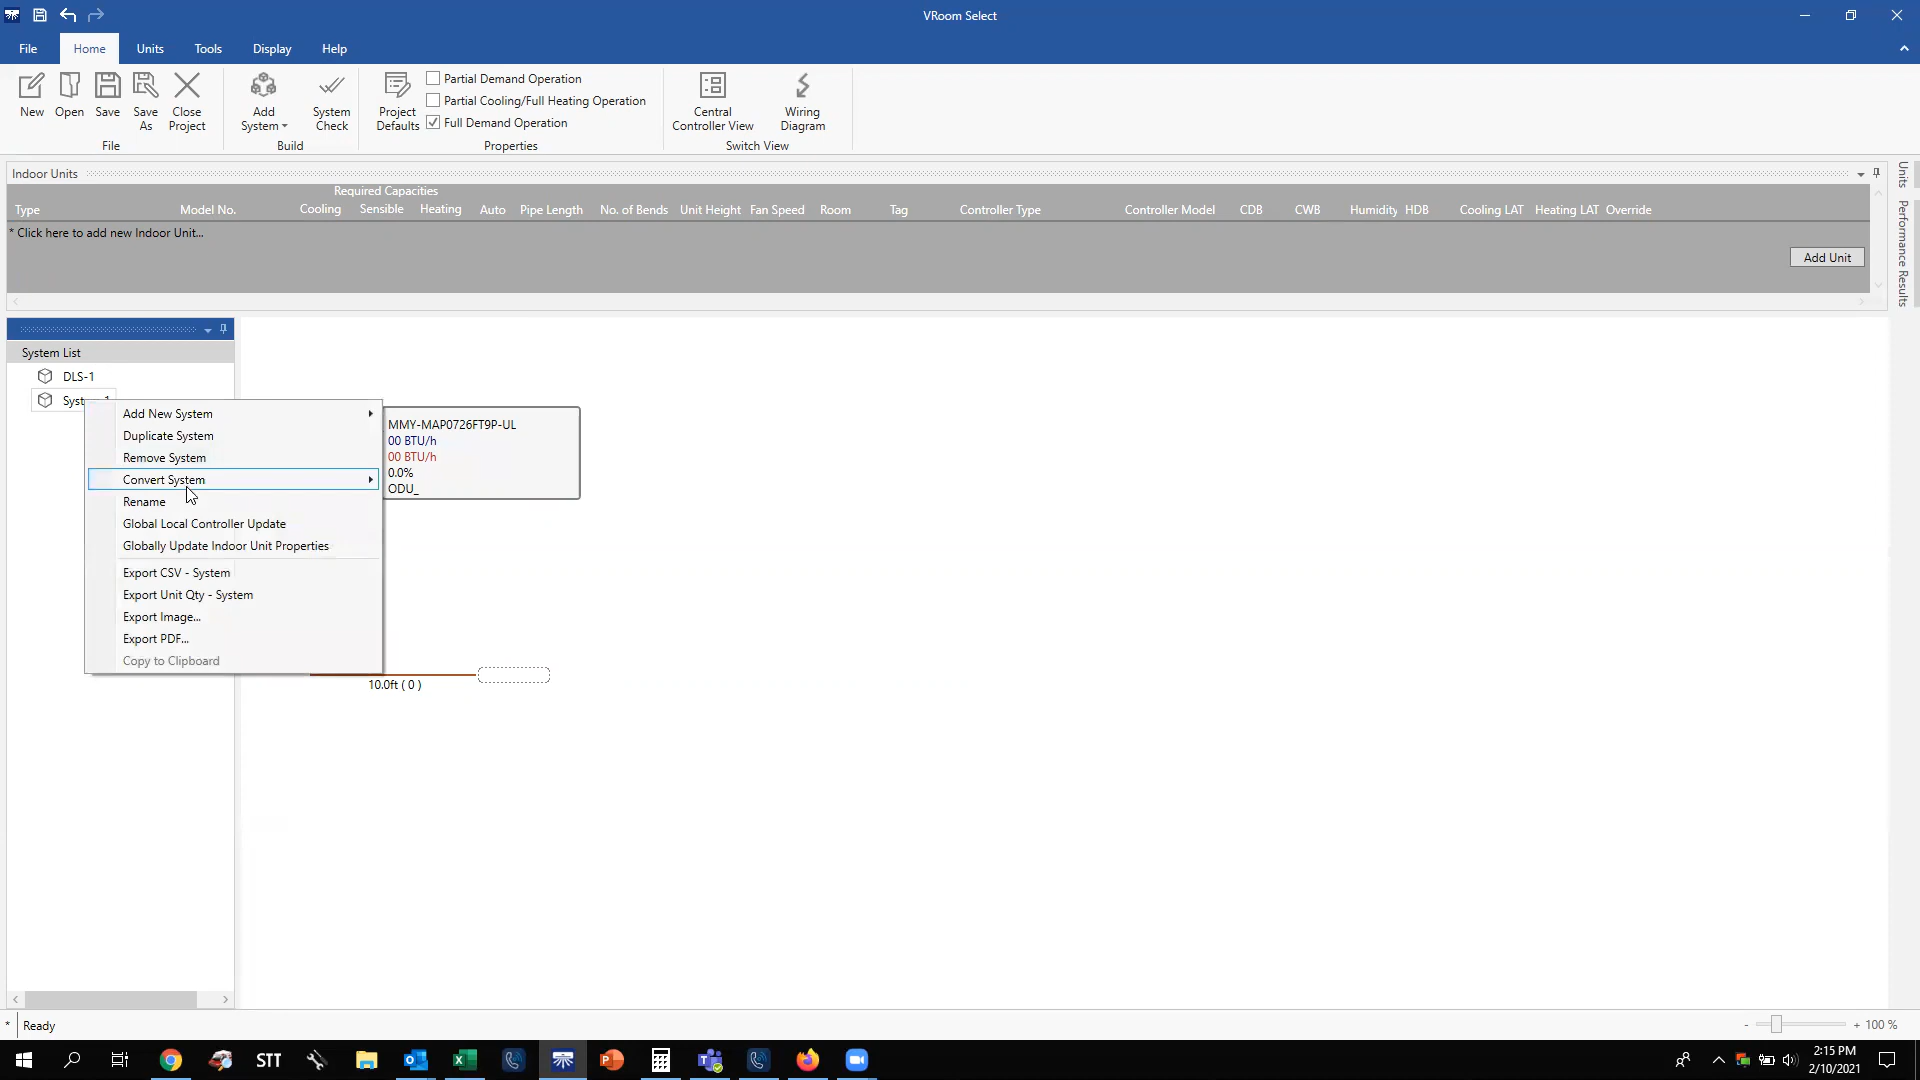 VRoom Select
File Home Units Tools Display Help
New Open Save Save As Close Project
File
Add System System Check
Build
Project Defaults
Partial Demand Operation
Partial Cooling/Full Heating Operation
Full Demand Operation
Properties
Central Controller View Wiring Diagram
Switch View
Indoor Units
Required Capacities
Type Model No. Cooling Sensible Heating Auto Pipe Length No. of Bends Unit Height Fan Speed Room Tag Controller Type Controller Model CDB CWB Humidity HDB Cooling LAT Heating LAT Override
* Click here to add new Indoor Unit...
Add Unit
Units
Performance Results
System List
DLS-1
Add New System
Duplicate System
Remove System
Convert System
Rename
Global Local Controller Update
Globally Update Indoor Unit Properties
Export CSV - System
Export Unit Qty - System
Export Image...
Export PDF...
Copy to Clipboard
MMY-MAP0726FT9P-UL
00 BTU/h
00 BTU/h
0.0%
ODU_
10.0ft ( 0 )
* Ready
- + 100 %
STT
2:15 PM
2/10/2021